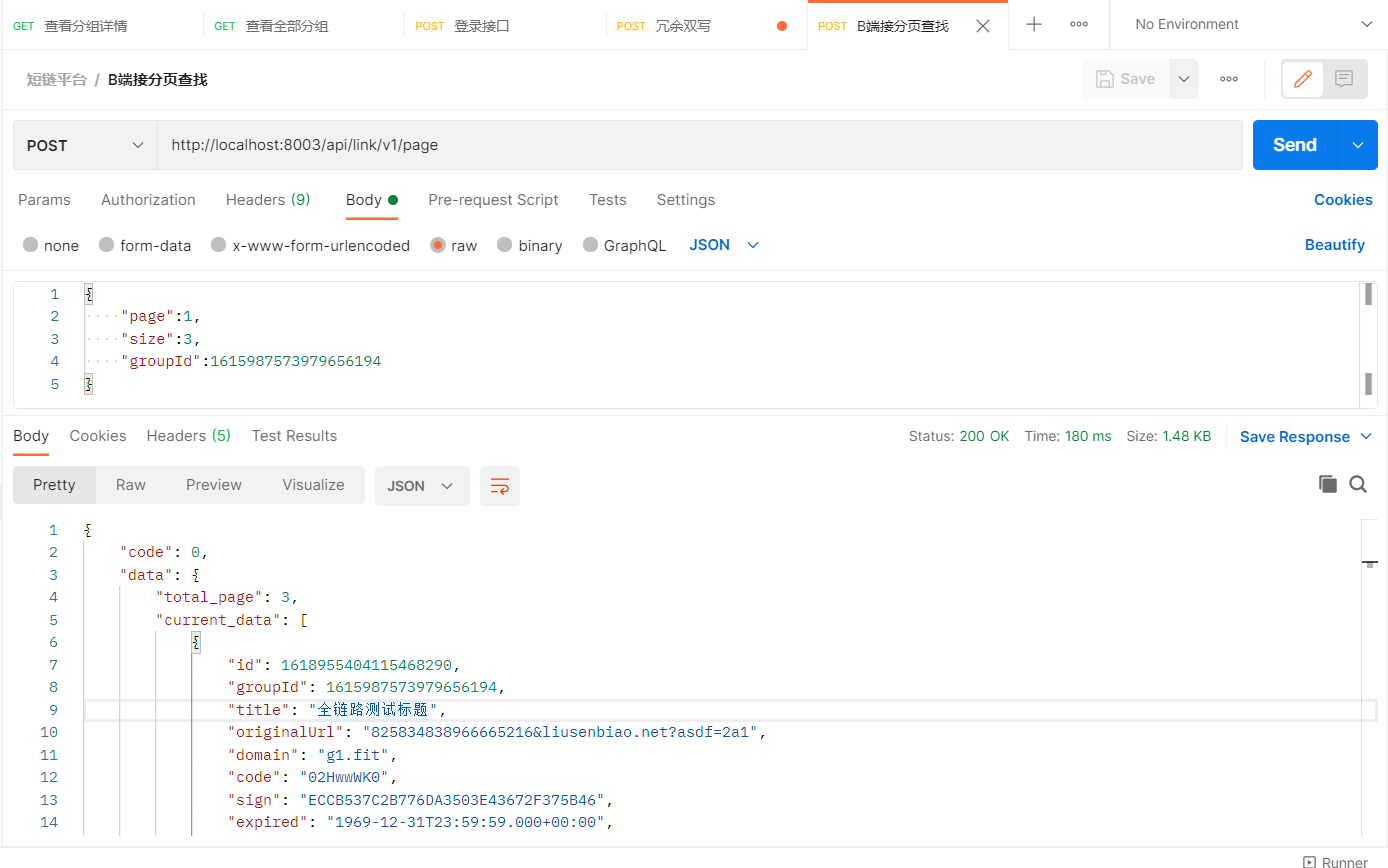 GET 查看分组详情 GET 查看全部分组 POST 登录接口 POST 冗余双写 POST B端接分页查找 No Environment
短链平台 / B端接分页查找 Save
POST http://localhost:8003/api/link/v1/page Send
Params Authorization Headers (9) Body Pre-request Script Tests Settings Cookies
none form-data x-www-form-urlencoded raw binary GraphQL JSON Beautify
1 {
2 "page":1,
3 "size":3,
4 "groupId":1615987573979656194
5 }
Body Cookies Headers (5) Test Results Status: 200 OK Time: 180 ms Size: 1.48 KB Save Response
Pretty Raw Preview Visualize JSON
1 {
2 "code": 0,
3 "data": {
4 "total_page": 3,
5 "current_data": [
6 {
7 "id": 1618955404115468290,
8 "groupId": 1615987573979656194,
9 "title": "全链路测试标题",
10 "originalUrl": "825834838966665216&liusenbiao.net?asdf=2a1",
11 "domain": "g1.fit",
12 "code": "02HwwWK0",
13 "sign": "ECCB537C2B776DA3503E43672F375B46",
14 "expired": "1969-12-31T23:59:59.000+00:00",
Runner